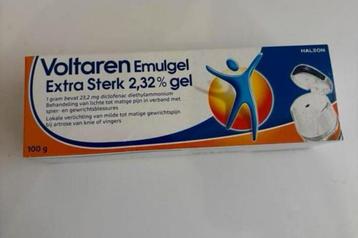 HALEON
Voltaren Emulgel
Extra Sterk 2,32% gel
1 gram bevat 23,2 mg diclofenac diethylammonium
Behandeling van lichte tot matige pijn in verband met
spier- en gewrichtsblessures
Lokale verlichting van milde tot matige gewrichtspijn
bij artrose van knie of vingers
100 g